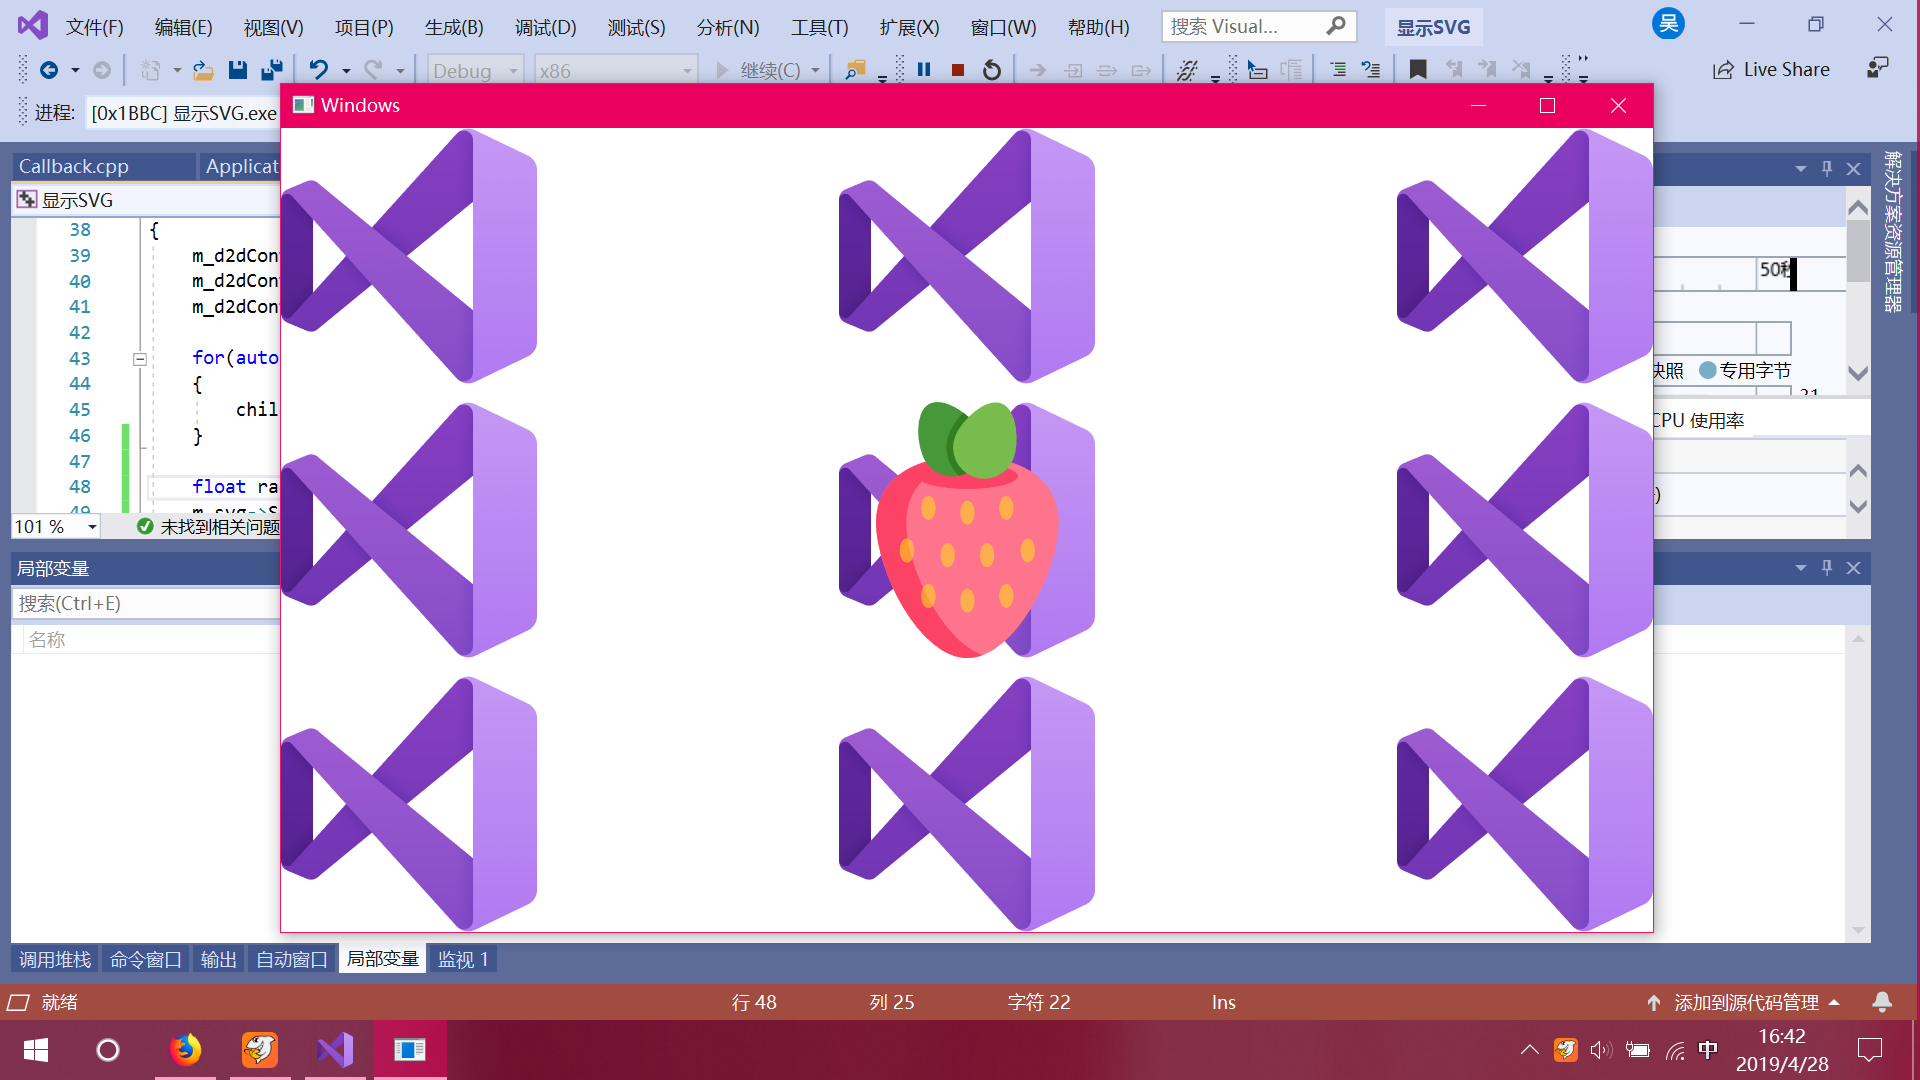 文件(F) 编辑(E) 视图(V) 项目(P) 生成(B) 调试(D) 测试(S) 分析(N) 工具(T) 扩展(X) 窗口(W) 帮助(H) 搜索 Visual... 显示SVG 吴
Debug x86 继续(C) Live Share
进程: [0x1BBC] 显示SVG.exe
Windows
Callback.cpp Applicat
显示SVG
38 {
39 m_d2dCon
40 m_d2dCon
41 m_d2dCon
42
43 for(auto
44 {
45 chil
46 }
47
48 float ra
49 m_svg->S
101 % 未找到相关问题
解决方案资源管理器
50秒
快照 专用字节
21
CPU 使用率
局部变量
搜索(Ctrl+E)
名称
调用堆栈 命令窗口 输出 自动窗口 局部变量 监视 1
就绪 行 48 列 25 字符 22 Ins 添加到源代码管理
中 16:42
2019/4/28